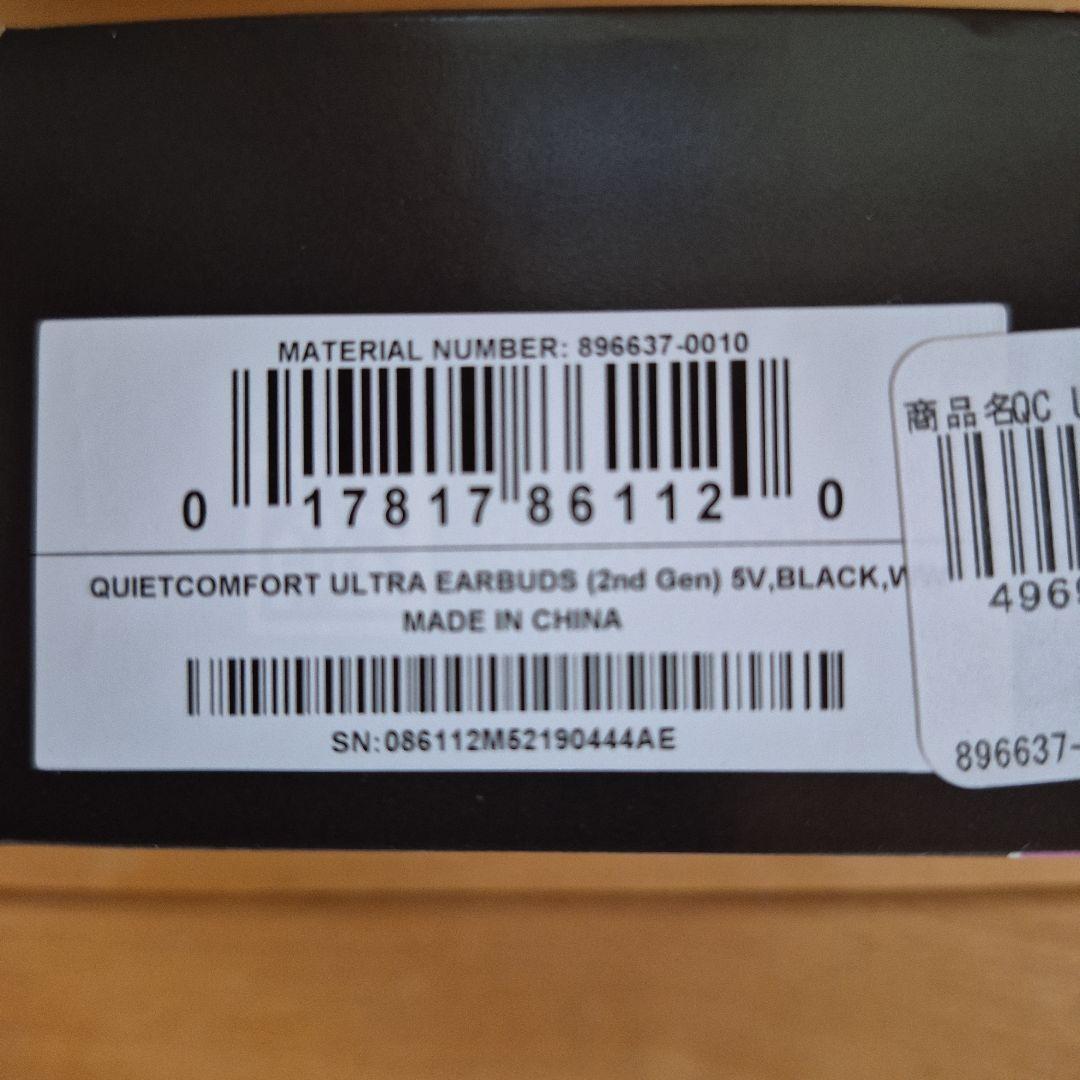 MATERIAL NUMBER: 896637-0010
0 17817 86112 0
QUIETCOMFORT ULTRA EARBUDS (2nd Gen) 5V,BLACK,
MADE IN CHINA
SN:086112M52190444AE
商品名QC
496
896637-